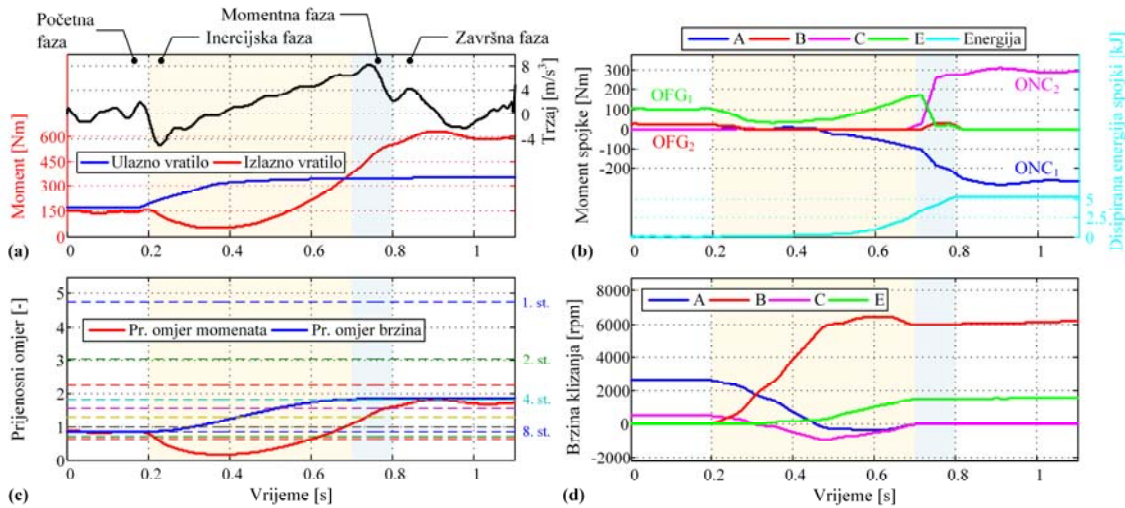 Početna faza
Incrcijska faza
Momentna faza
Završna faza
Moment [Nm]
600
450
300
150
0
8
4
0
-4
Trzaj [m/s³]
Ulazno vratilo
Izlazno vratilo
0 0.2 0.4 0.6 0.8 1
(a)
A B C E Energija
Moment spojke [Nm]
300
200
100
0
-100
-200
OFG₁
OFG₂
ONC₂
ONC₁
5
2.5
0
Disipirana energija spojki [kJ]
0 0.2 0.4 0.6 0.8 1
(b)
Prijenosni omjer [-]
5
4
3
2
1
0
Pr. omjer momenata
Pr. omjer brzina
1. st.
2. st.
4. st.
8. st.
0 0.2 0.4 0.6 0.8 1
Vrijeme [s]
(c)
Brzina klizanja [rpm]
8000
6000
4000
2000
0
-2000
A B C E
0 0.2 0.4 0.6 0.8 1
Vrijeme [s]
(d)